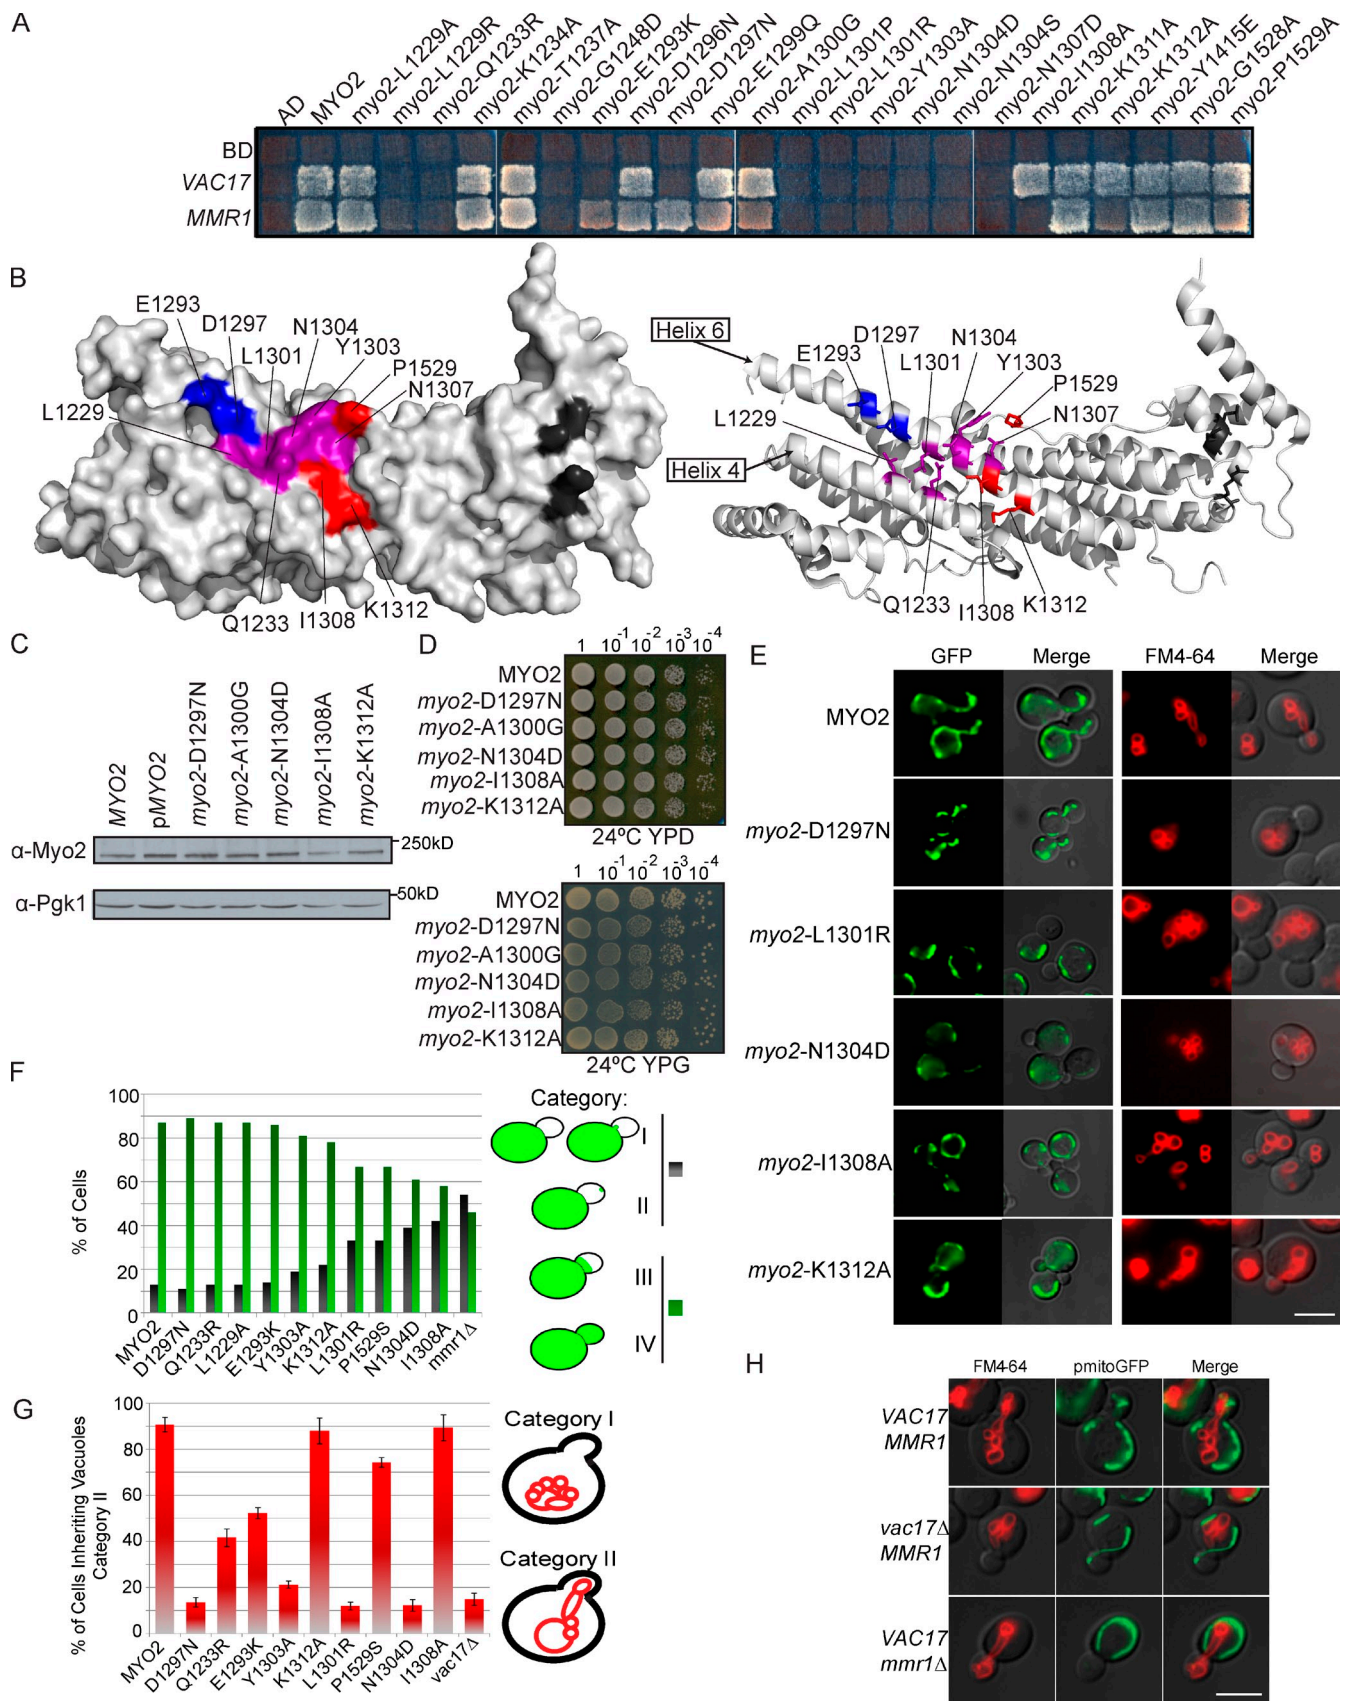 A
AD
MYO2
myo2-L1229A
myo2-L1229R
myo2-Q1233R
myo2-K1234A
myo2-T1237A
myo2-G1248D
myo2-E1293K
myo2-D1296N
myo2-D1297N
myo2-E1299Q
myo2-A1300G
myo2-L1301P
myo2-L1301R
myo2-Y1303A
myo2-N1304D
myo2-N1304S
myo2-N1307D
myo2-I1308A
myo2-K1311A
myo2-K1312A
myo2-Y1415E
myo2-G1528A
myo2-P1529A
BD
VAC17
MMR1
B
E1293
D1297
L1301
N1304
Y1303
P1529
N1307
L1229
Q1233
I1308
K1312
Helix 6
Helix 4
E1293
D1297
L1301
N1304
Y1303
P1529
N1307
L1229
Q1233
I1308
K1312
C
MYO2
pMYO2
myo2-D1297N
myo2-A1300G
myo2-N1304D
myo2-I1308A
myo2-K1312A
α-Myo2
250kD
α-Pgk1
50kD
D
1 10-1 10-2 10-3 10-4
MYO2
myo2-D1297N
myo2-A1300G
myo2-N1304D
myo2-I1308A
myo2-K1312A
24ºC YPD
1 10-1 10-2 10-3 10-4
MYO2
myo2-D1297N
myo2-A1300G
myo2-N1304D
myo2-I1308A
myo2-K1312A
24ºC YPG
E
GFP Merge FM4-64 Merge
MYO2
myo2-D1297N
myo2-L1301R
myo2-N1304D
myo2-I1308A
myo2-K1312A
F
% of Cells
100
80
60
40
20
0
MYO2
D1297N
Q1233R
L1229A
E1293K
Y1303A
K1312A
L1301R
P1529S
N1304D
I1308A
mmr1Δ
Category:
I
II
III
IV
G
% of Cells Inheriting Vacuoles
Category II
100
80
60
40
20
0
MYO2
D1297N
Q1233R
E1293K
Y1303A
K1312A
L1301R
P1529S
N1304D
I1308A
vac17Δ
Category I
Category II
H
FM4-64 pmitoGFP Merge
VAC17
MMR1
vac17Δ
MMR1
VAC17
mmr1Δ